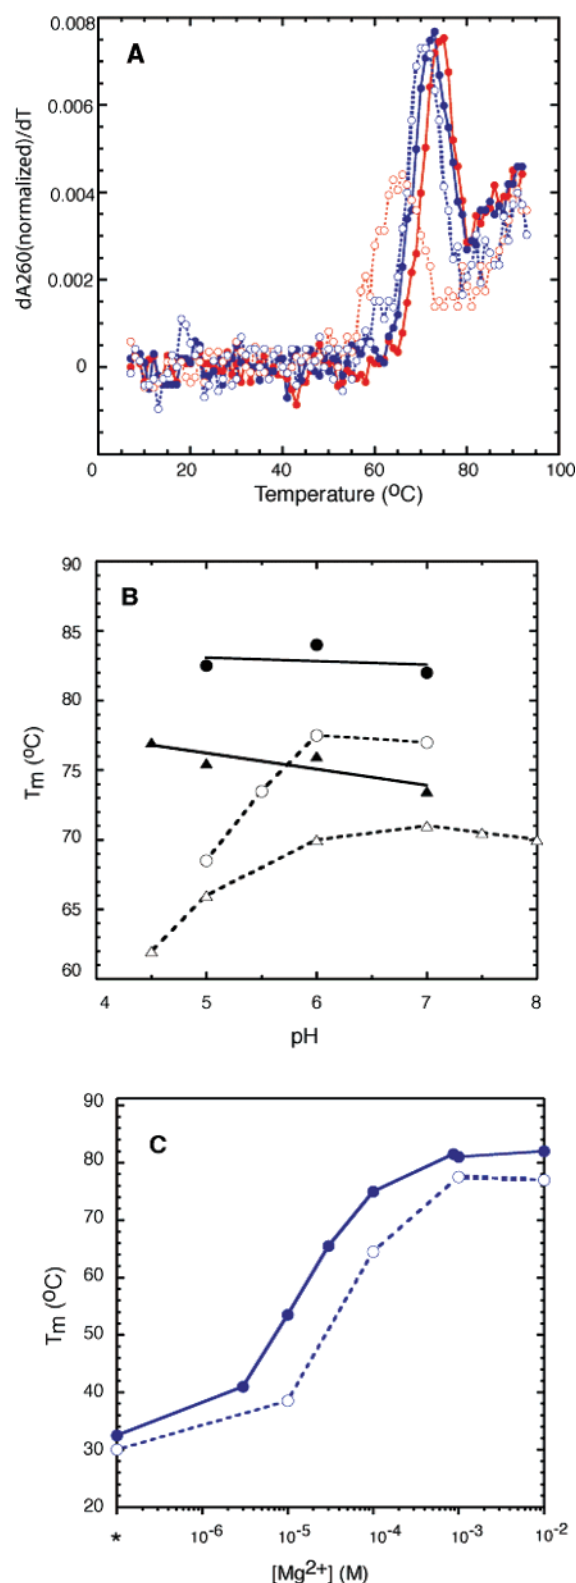 A
0.008
0.006
0.004
0.002
0
dA260(normalized)/dT
0 20 40 60 80 100
Temperature (ºC)
B
90
85
80
75
70
65
60
Tm (ºC)
4 5 6 7 8
pH
C
90
80
70
60
50
40
30
20
Tm (ºC)
* 10-6 10-5 10-4 10-3 10-2
[Mg2+] (M)